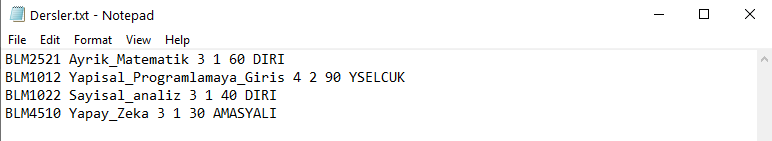 Dersler.txt - Notepad
File Edit Format View Help
BLM2521 Ayrik_Matematik 3 1 60 DIRI
BLM1012 Yapisal_Programlamaya_Giris 4 2 90 YSELCUK
BLM1022 Sayisal_analiz 3 1 40 DIRI
BLM4510 Yapay_Zeka 3 1 30 AMASYALI